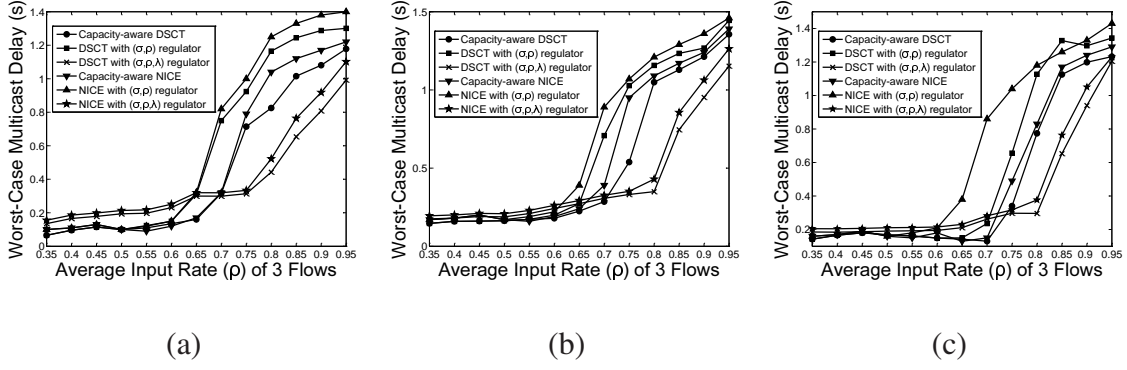 Worst-Case Multicast Delay (s)
1.4
1.2
1
0.8
0.6
0.4
0.2
0
Capacity-aware DSCT
DSCT with (σ,ρ) regulator
DSCT with (σ,ρ,λ) regulator
Capacity-aware NICE
NICE with (σ,ρ) regulator
NICE with (σ,ρ,λ) regulator
0.35 0.4 0.45 0.5 0.55 0.6 0.65 0.7 0.75 0.8 0.85 0.9 0.95
Average Input Rate (ρ) of 3 Flows
(a)
Worst-Case Multicast Delay (s)
1.5
1
0.5
0
Capacity-aware DSCT
DSCT with (σ,ρ) regulator
DSCT with (σ,ρ,λ) regulator
Capacity-aware NICE
NICE with (σ,ρ) regulator
NICE with (σ,ρ,λ) regulator
0.35 0.4 0.45 0.5 0.55 0.6 0.65 0.7 0.75 0.8 0.85 0.9 0.95
Average Input Rate (ρ) of 3 Flows
(b)
Worst-Case Multicast Delay (s)
1.4
1.2
1
0.8
0.6
0.4
0.2
Capacity-aware DSCT
DSCT with (σ,ρ) regulator
DSCT with (σ,ρ,λ) regulator
Capacity-aware NICE
NICE with (σ,ρ) regulator
NICE with (σ,ρ,λ) regulator
0.35 0.4 0.45 0.5 0.55 0.6 0.65 0.7 0.75 0.8 0.85 0.9 0.95
Average Input Rate (ρ) of 3 Flows
(c)